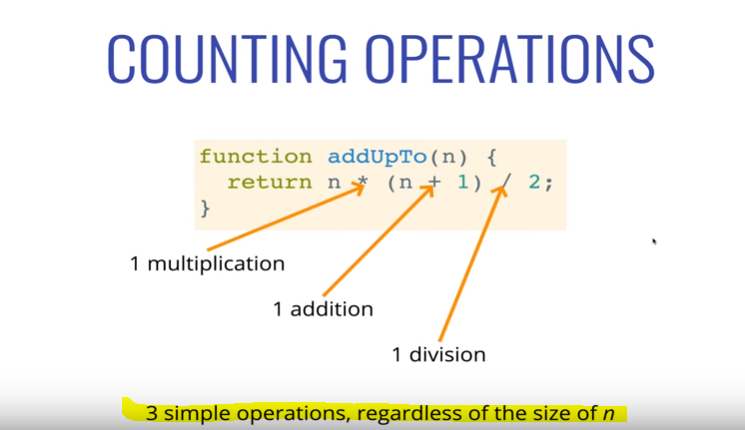 COUNTING OPERATIONS
function addUpTo(n) {
  return n * (n + 1) / 2;
}
1 multiplication
1 addition
1 division
3 simple operations, regardless of the size of n